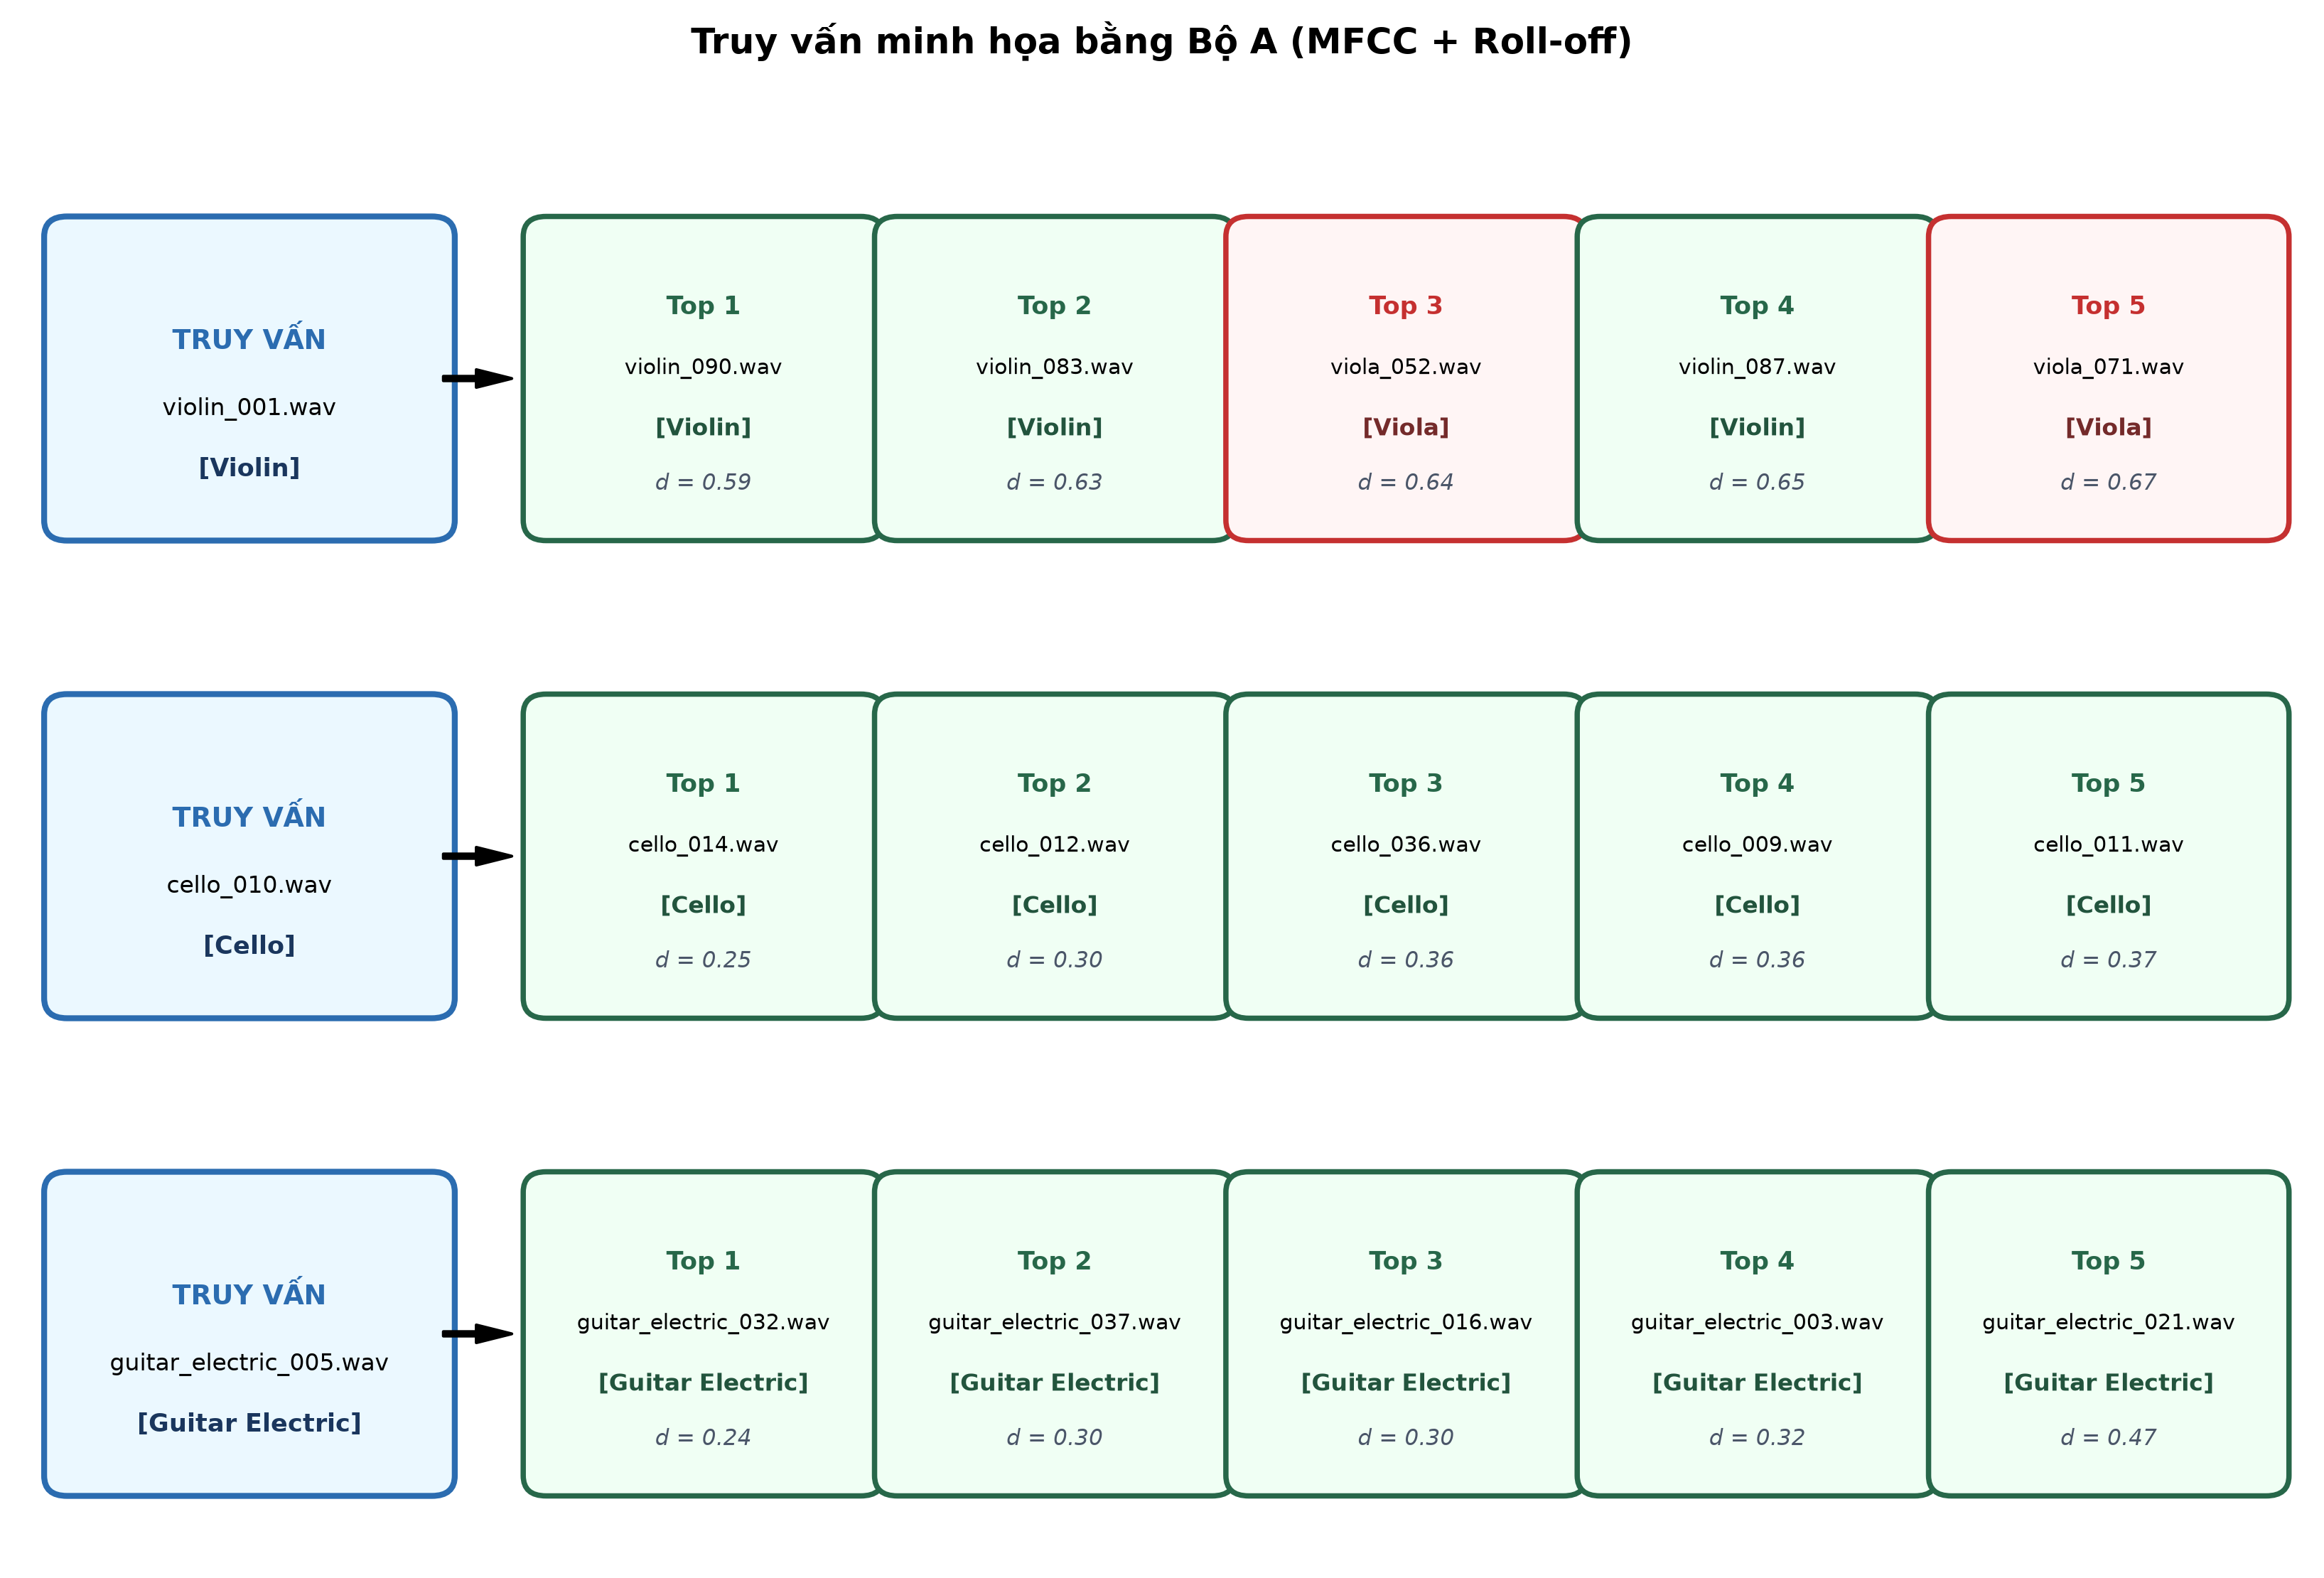 Truy vấn minh họa bằng Bộ A (MFCC + Roll-off)
TRUY VẤN
violin_001.wav
[Violin]
Top 1
violin_090.wav
[Violin]
d = 0.59
Top 2
violin_083.wav
[Violin]
d = 0.63
Top 3
viola_052.wav
[Viola]
d = 0.64
Top 4
violin_087.wav
[Violin]
d = 0.65
Top 5
viola_071.wav
[Viola]
d = 0.67
TRUY VẤN
cello_010.wav
[Cello]
Top 1
cello_014.wav
[Cello]
d = 0.25
Top 2
cello_012.wav
[Cello]
d = 0.30
Top 3
cello_036.wav
[Cello]
d = 0.36
Top 4
cello_009.wav
[Cello]
d = 0.36
Top 5
cello_011.wav
[Cello]
d = 0.37
TRUY VẤN
guitar_electric_005.wav
[Guitar Electric]
Top 1
guitar_electric_032.wav
[Guitar Electric]
d = 0.24
Top 2
guitar_electric_037.wav
[Guitar Electric]
d = 0.30
Top 3
guitar_electric_016.wav
[Guitar Electric]
d = 0.30
Top 4
guitar_electric_003.wav
[Guitar Electric]
d = 0.32
Top 5
guitar_electric_021.wav
[Guitar Electric]
d = 0.47